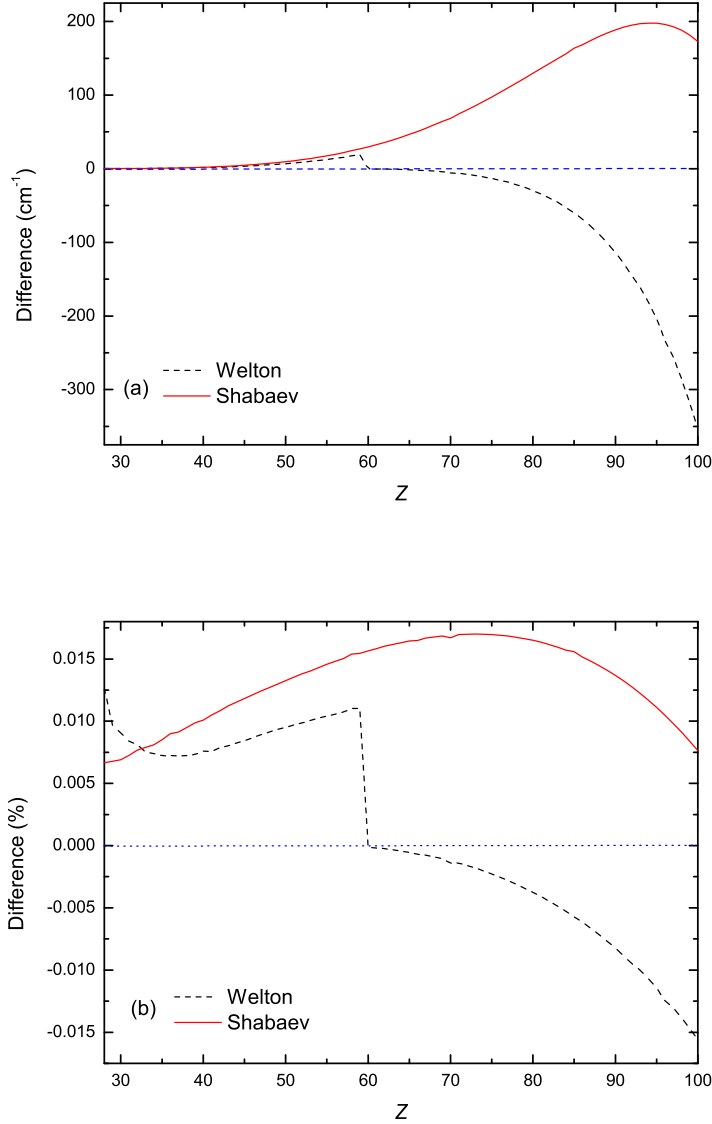 200
100
0
-100
-200
-300
Difference (cm⁻¹)
(a)
Welton
Shabaev
30 40 50 60 70 80 90 100
Z
0.015
0.010
0.005
0.000
-0.005
-0.010
-0.015
Difference (%)
(b)
Welton
Shabaev
30 40 50 60 70 80 90 100
Z